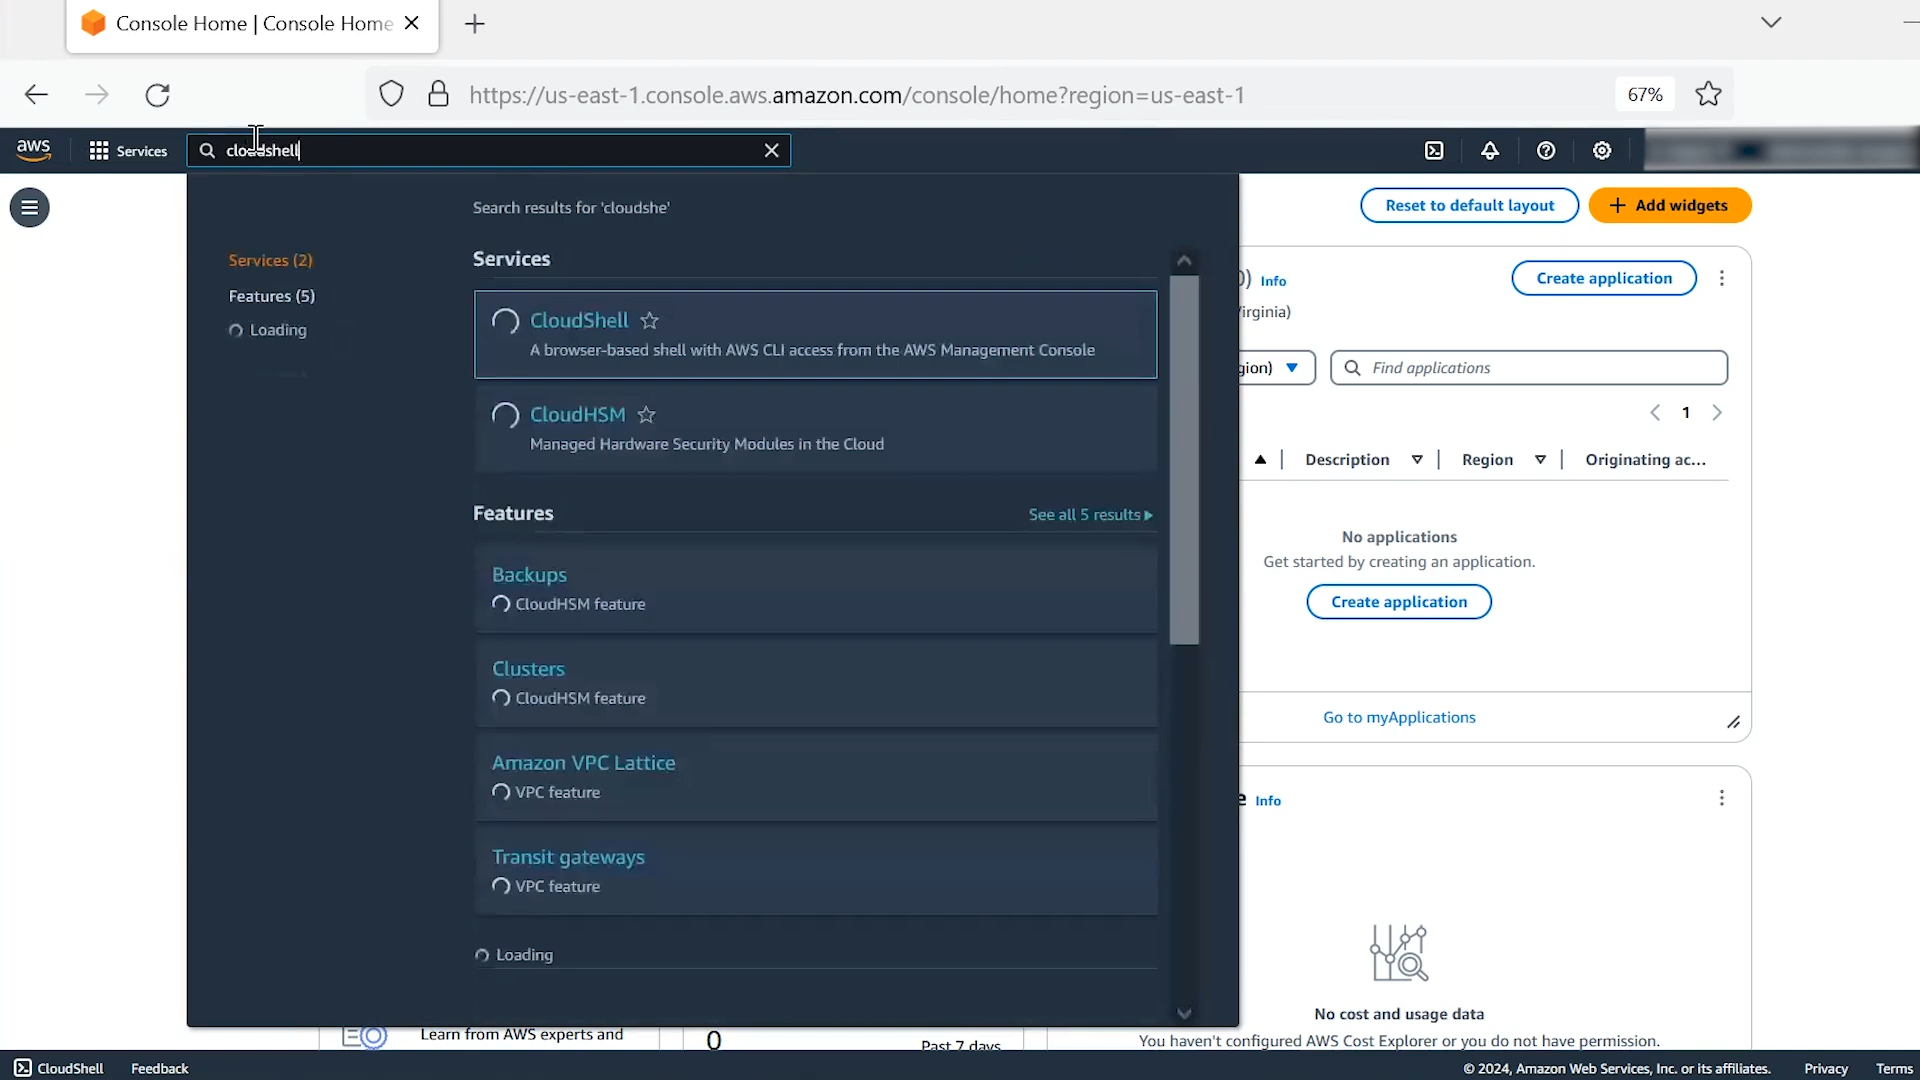 Console Home | Console Home
https://us-east-1.console.aws.amazon.com/console/home?region=us-east-1
67%
aws
Services
cloudshell
Search results for 'cloudshe'
Reset to default layout
Add widgets
Services (2)
Features (5)
Loading
Services
CloudShell
A browser-based shell with AWS CLI access from the AWS Management Console
CloudHSM
Managed Hardware Security Modules in the Cloud
Features
See all 5 results
Backups
CloudHSM feature
Clusters
CloudHSM feature
Amazon VPC Lattice
VPC feature
Transit gateways
VPC feature
Loading
0) Info
Create application
irginia)
gion)
Find applications
1
Description
Region
Originating ac...
No applications
Get started by creating an application.
Create application
Go to myApplications
e Info
No cost and usage data
You haven't configured AWS Cost Explorer or you do not have permission.
Learn from AWS experts and
0
Past 7 days
CloudShell
Feedback
© 2024, Amazon Web Services, Inc. or its affiliates.
Privacy
Terms